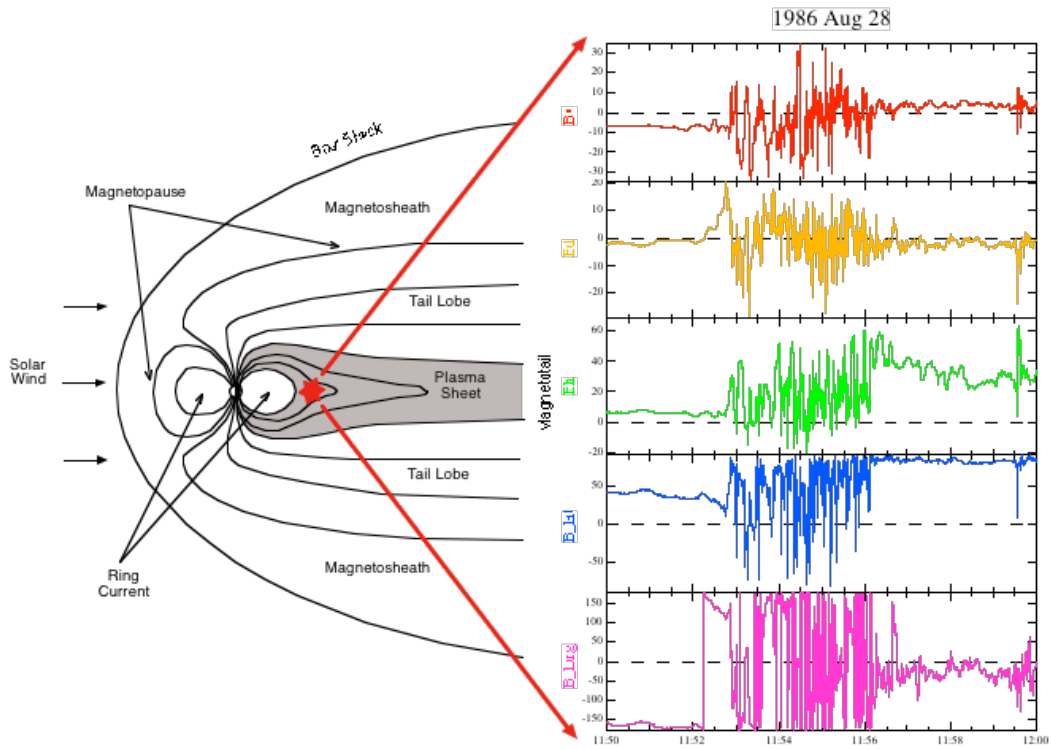 1986 Aug 28
Bow Shock
Magnetopause
Magnetosheath
Tail Lobe
Solar
Wind
Plasma
Sheet
Magnetotail
Tail Lobe
Ring
Current
Magnetosheath
30
20
10
0
-10
-20
-30
20
10
0
-10
-20
60
40
20
0
-20
50
0
-50
B_lng
150
100
50
0
-50
-100
-150
11:50 11:52 11:54 11:56 11:58 12:00